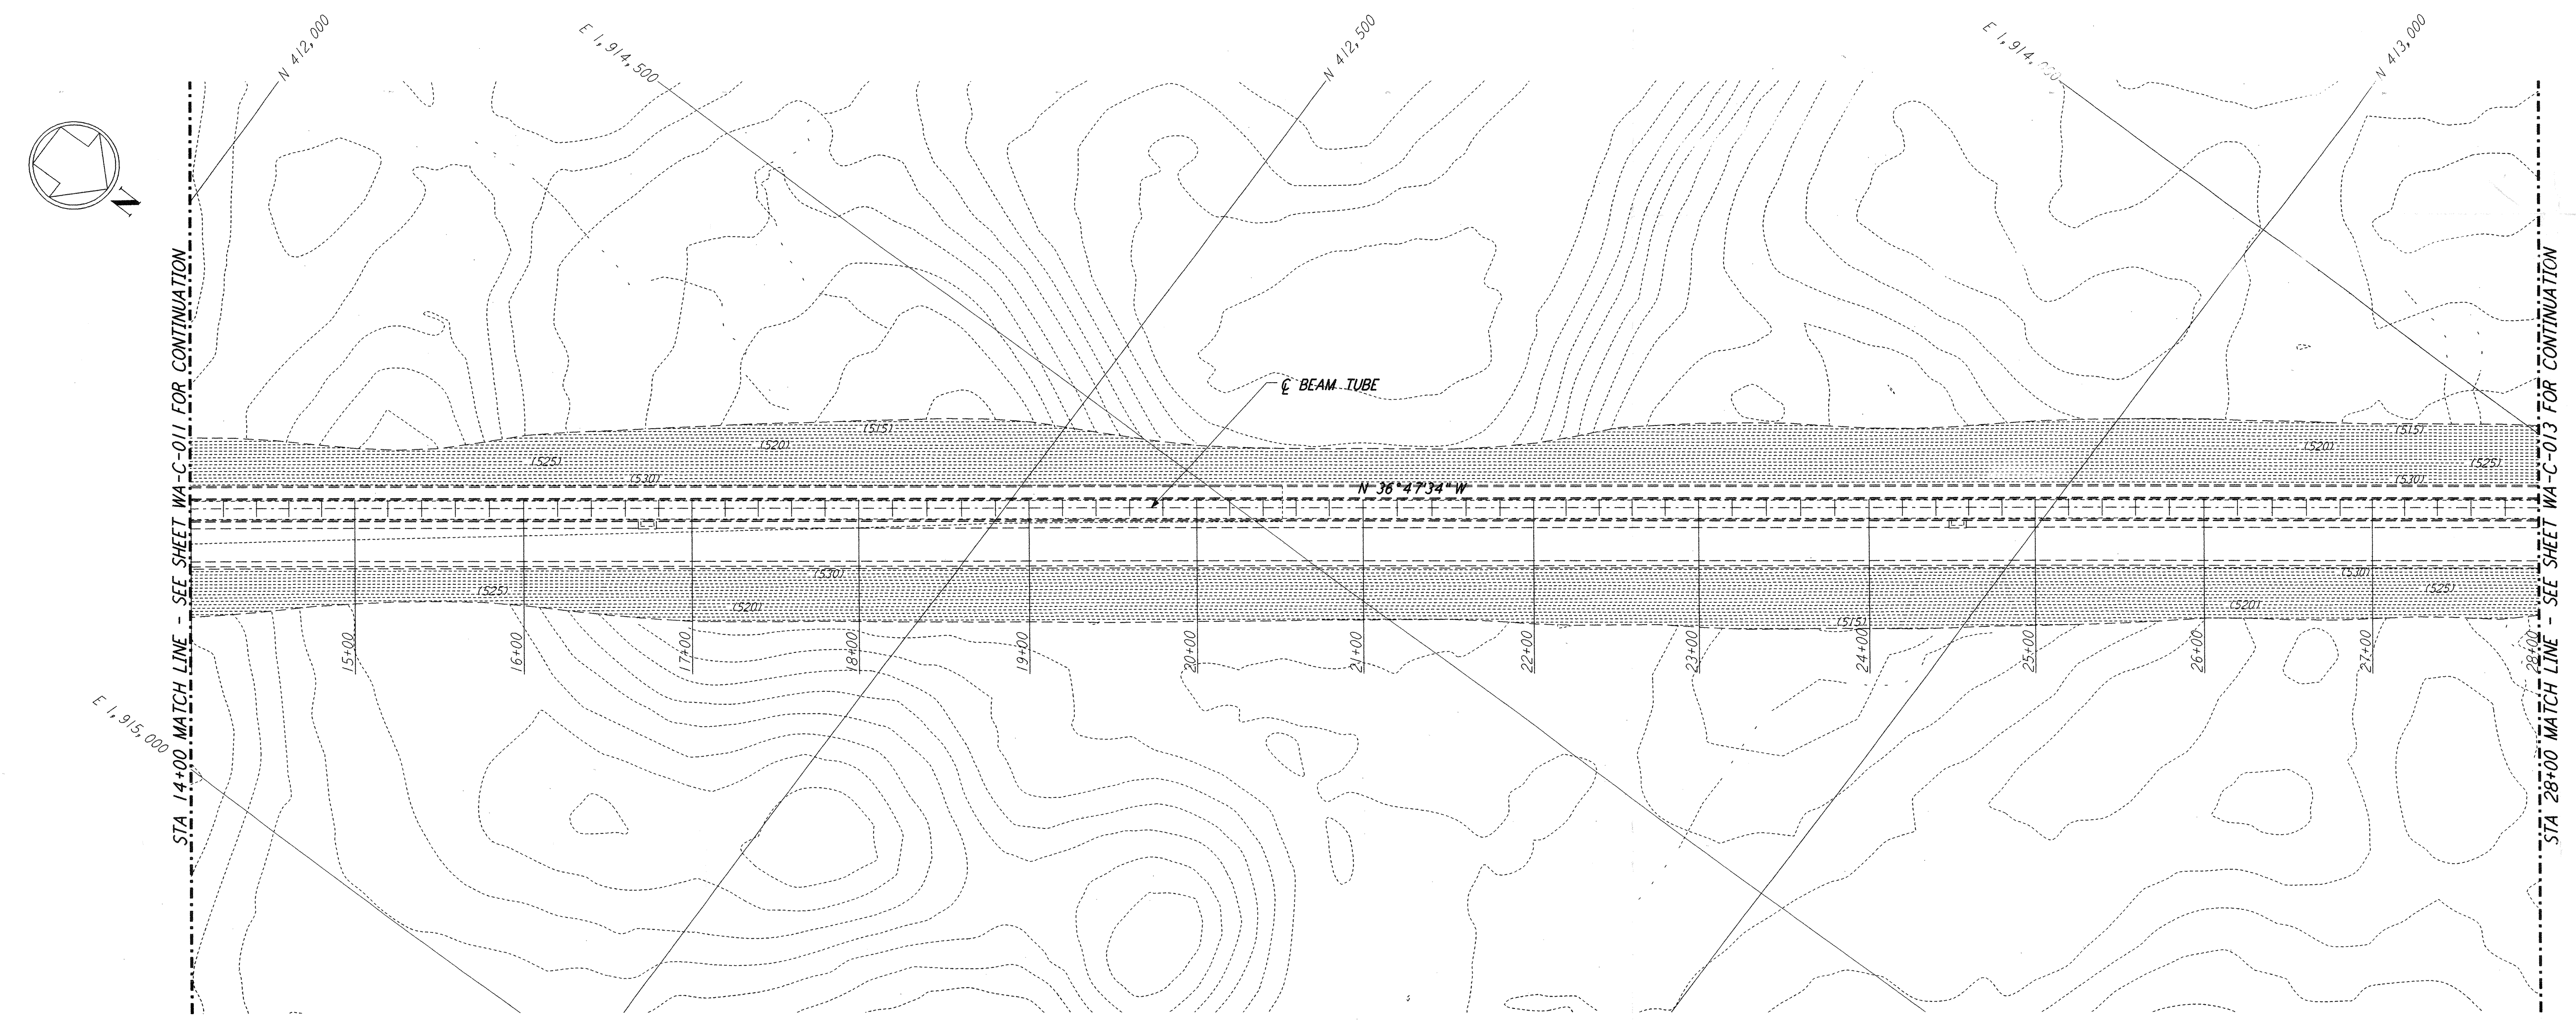 N 412,000
E 1,914,500
N 412,500
E 1,914,000
N 413,000
N
STA 14+00 MATCH LINE - SEE SHEET WA-C-011 FOR CONTINUATION
STA 28+00 MATCH LINE - SEE SHEET WA-C-013 FOR CONTINUATION
℄ BEAM TUBE
(515)
(520)
(525)
(530)
(515)
(520)
(525)
(530)
N 36°47'34" W
(530)
(525)
(520)
(530)
(525)
(520)
(515)
15+00
16+00
17+00
18+00
19+00
20+00
21+00
22+00
23+00
24+00
25+00
26+00
27+00
28+00
E 1,915,000